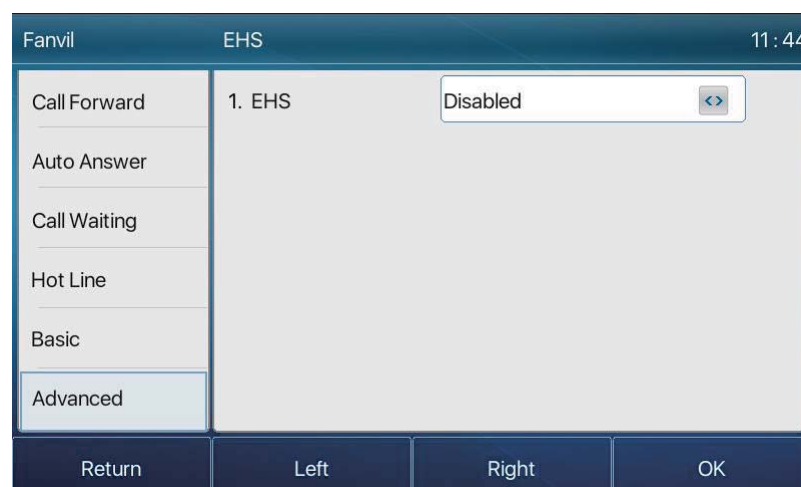 Fanvil EHS 11:44
Call Forward
Auto Answer
Call Waiting
Hot Line
Basic
Advanced
1. EHS Disabled
Return Left Right OK